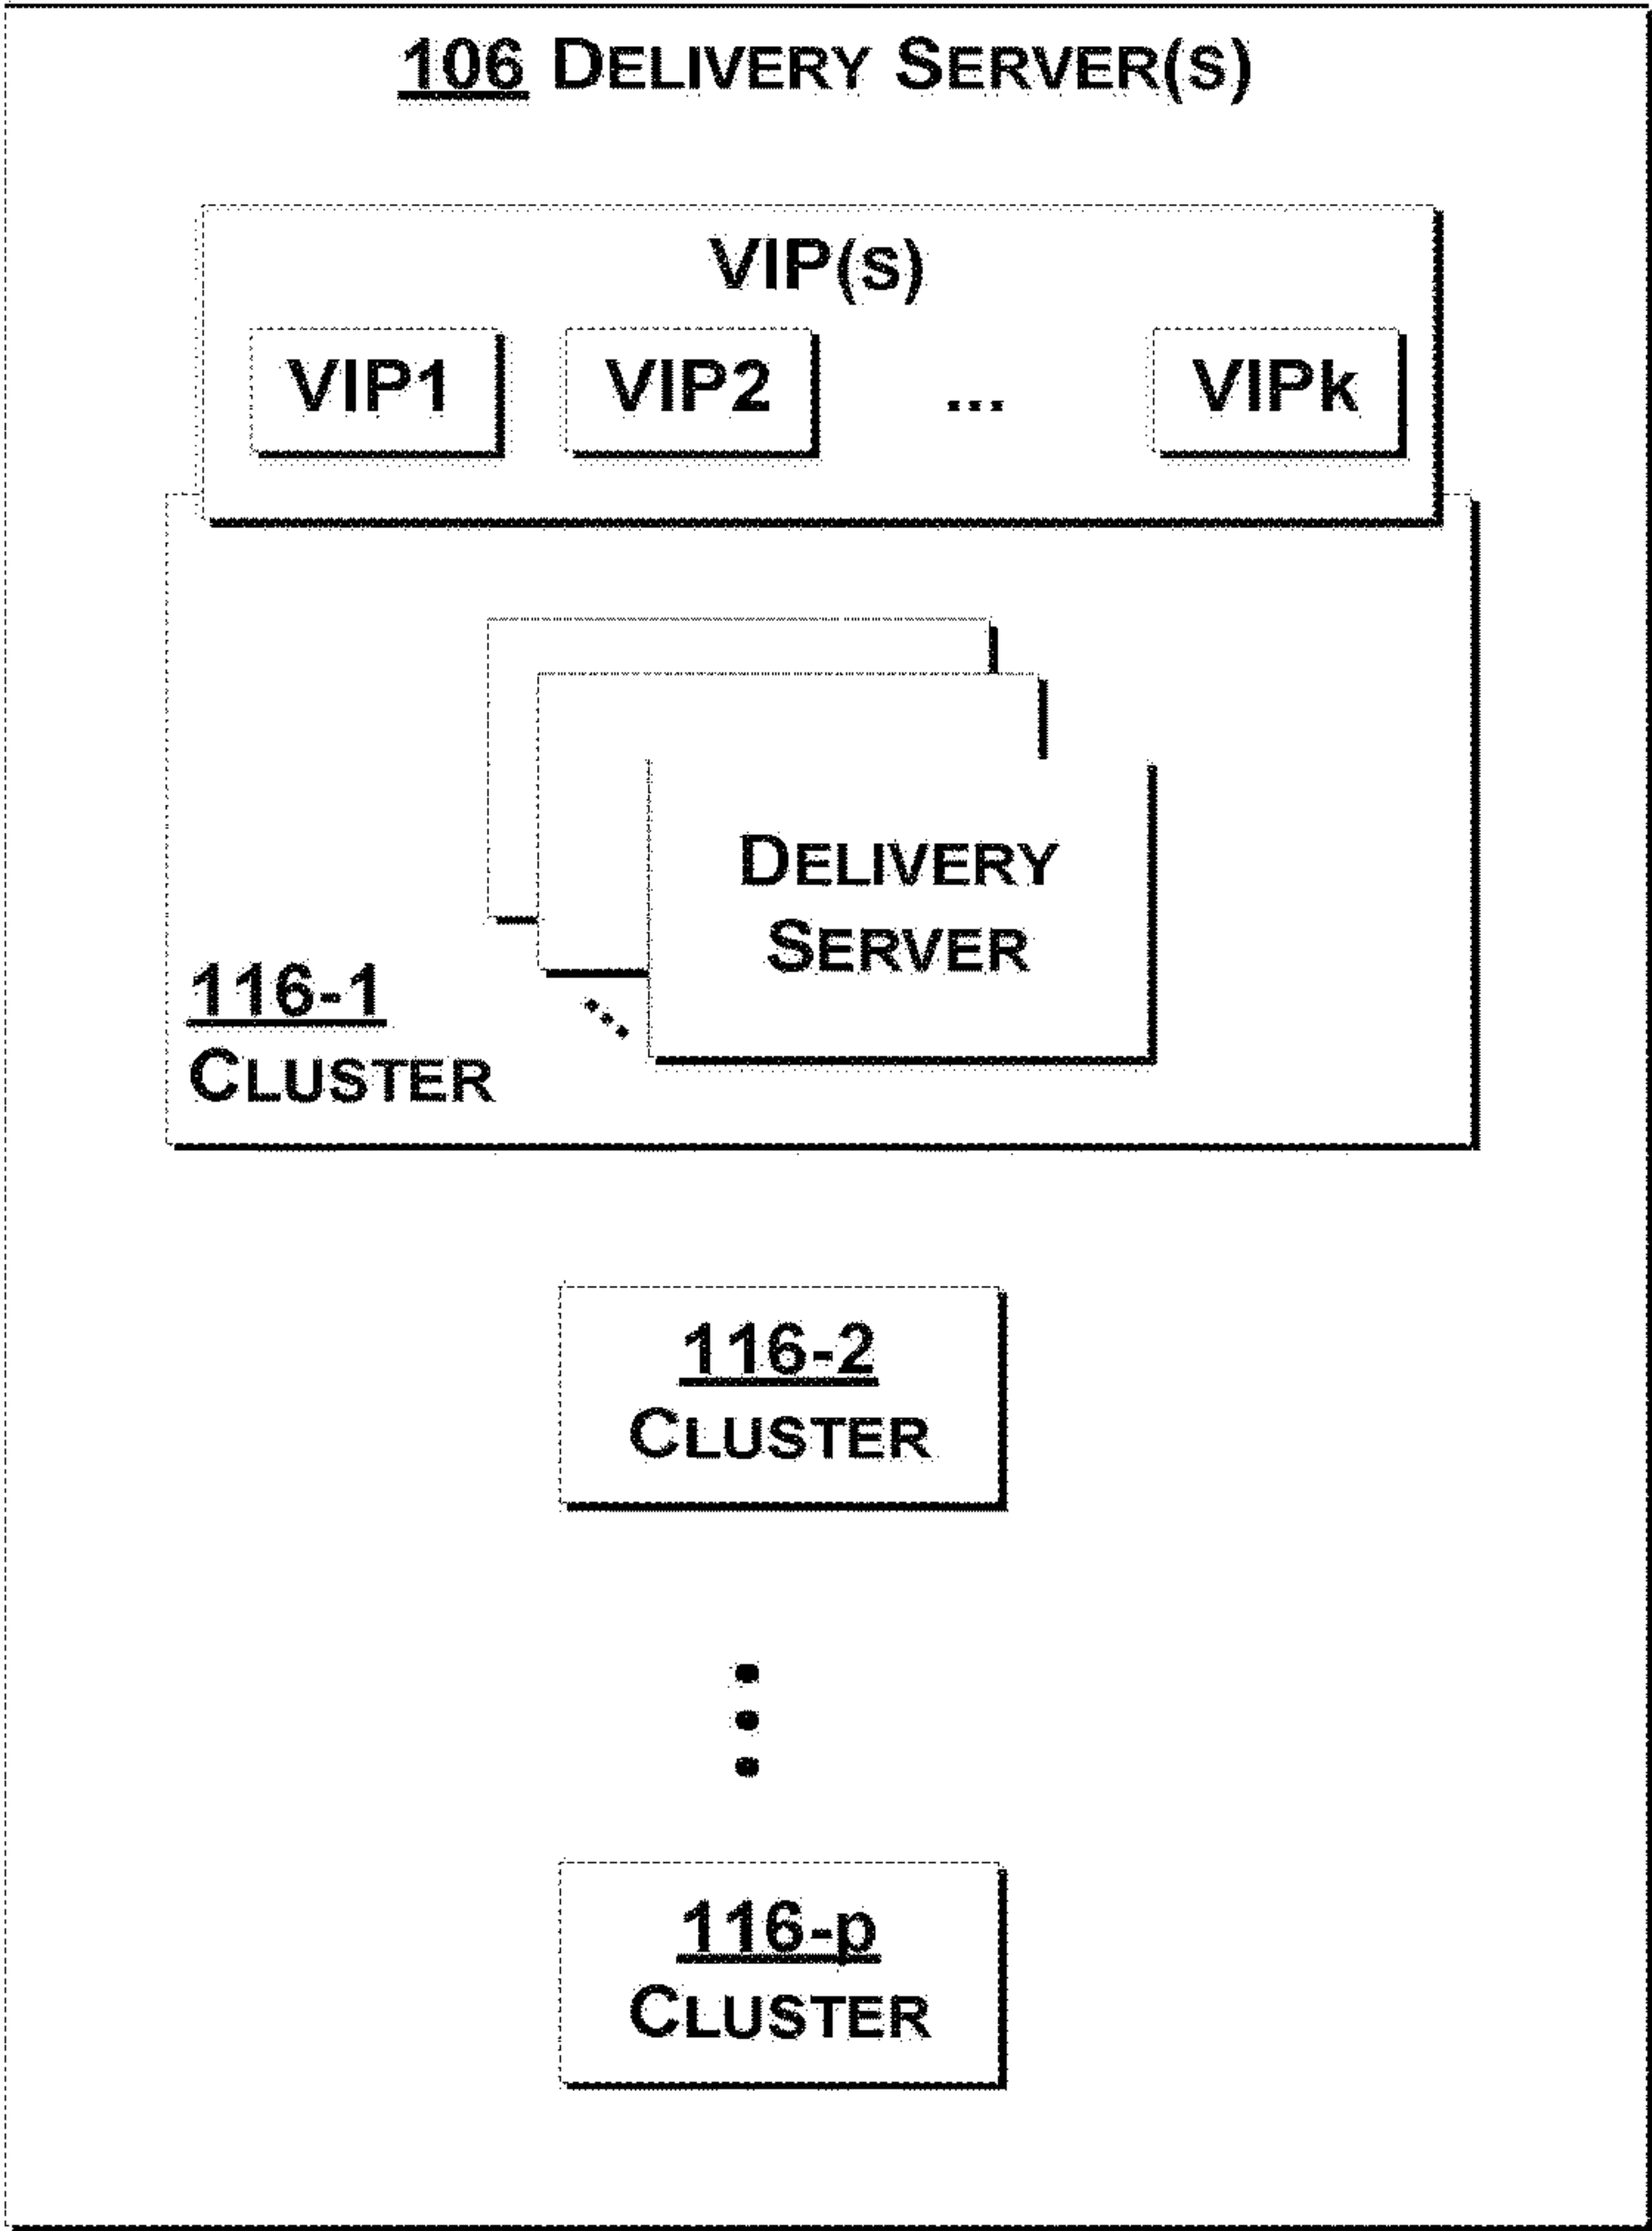 106 DELIVERY SERVER(S)
VIP(S)
VIP1 VIP2 ... VIPk
DELIVERY
SERVER
116-1
CLUSTER
116-2
CLUSTER
116-p
CLUSTER